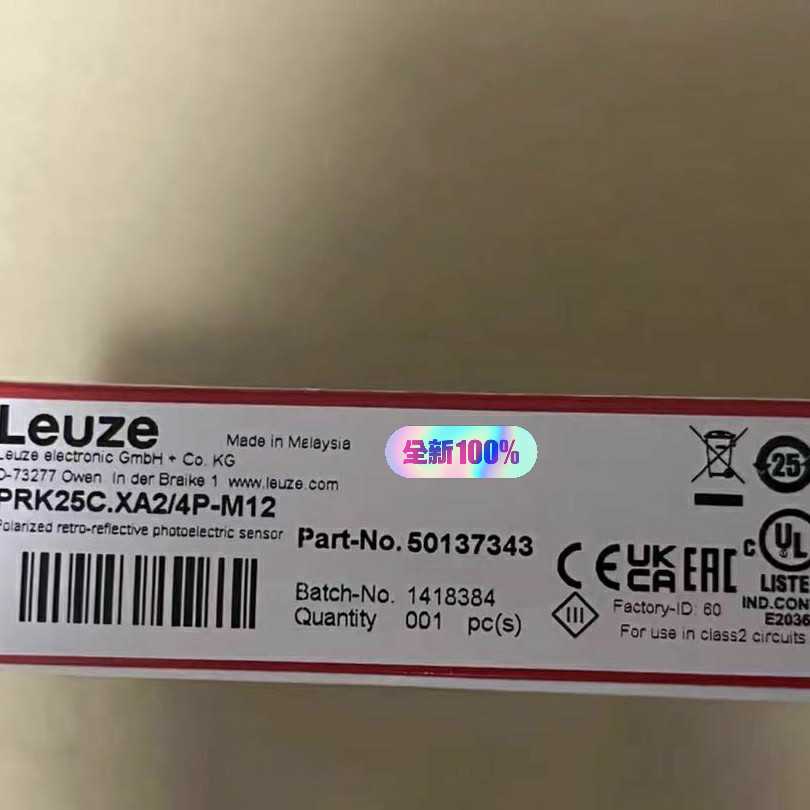 Leuze
Made in Malaysia
全新100%
Leuze electronic GmbH + Co. KG
D-73277 Owen In der Braike 1 www.leuze.com
PRK25C.XA2/4P-M12
Polarized retro-reflective photoelectric sensor
Part-No. 50137343
Batch-No. 1418384
Quantity 001 pc(s)
25
CE UKCA EAC
c UL
LISTE
IND.CON
E2036
III
Factory-ID: 60
For use in class2 circuits